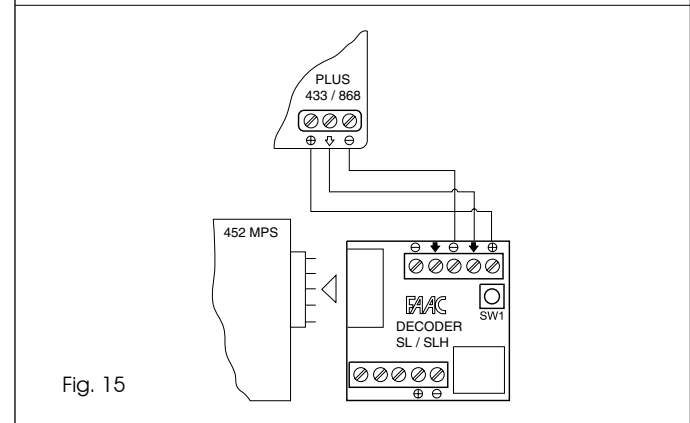 PLUS
433 / 868
⊕ ⇩ ⊖
452 MPS
⊖ 🡇 ⊖ 🡇 ⊕
FAAC
SW1
DECODER
SL / SLH
⊕ ⊖
Fig. 15